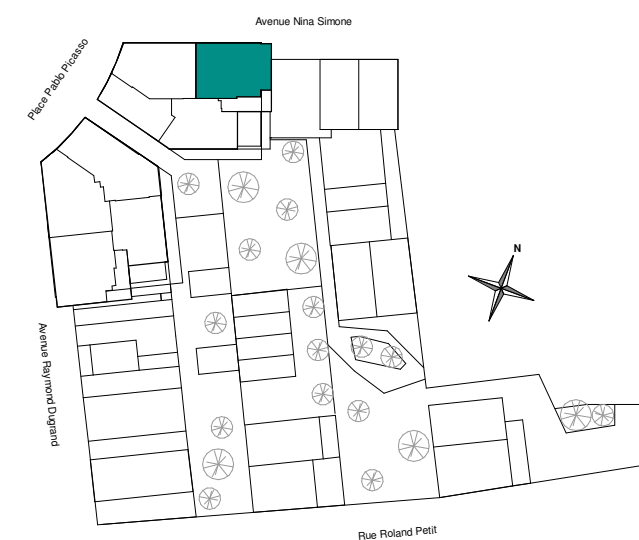 Avenue Nina Simone
Place Pablo Picasso
N
Avenue Raymond Dugrand
Rue Roland Petit